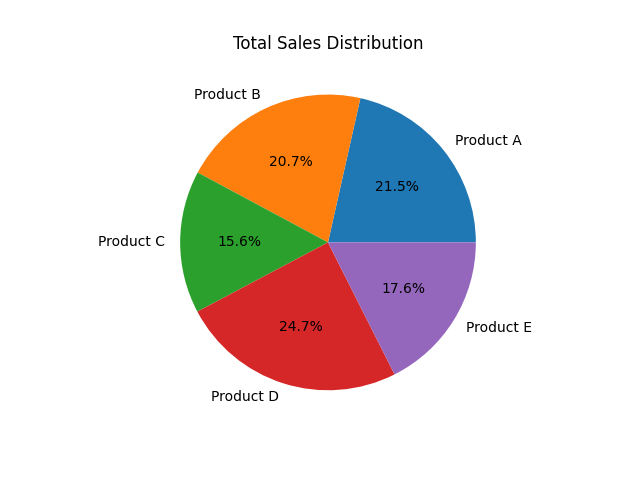 Total Sales Distribution
Product B
Product A
20.7%
21.5%
Product C
15.6%
17.6%
24.7%
Product E
Product D